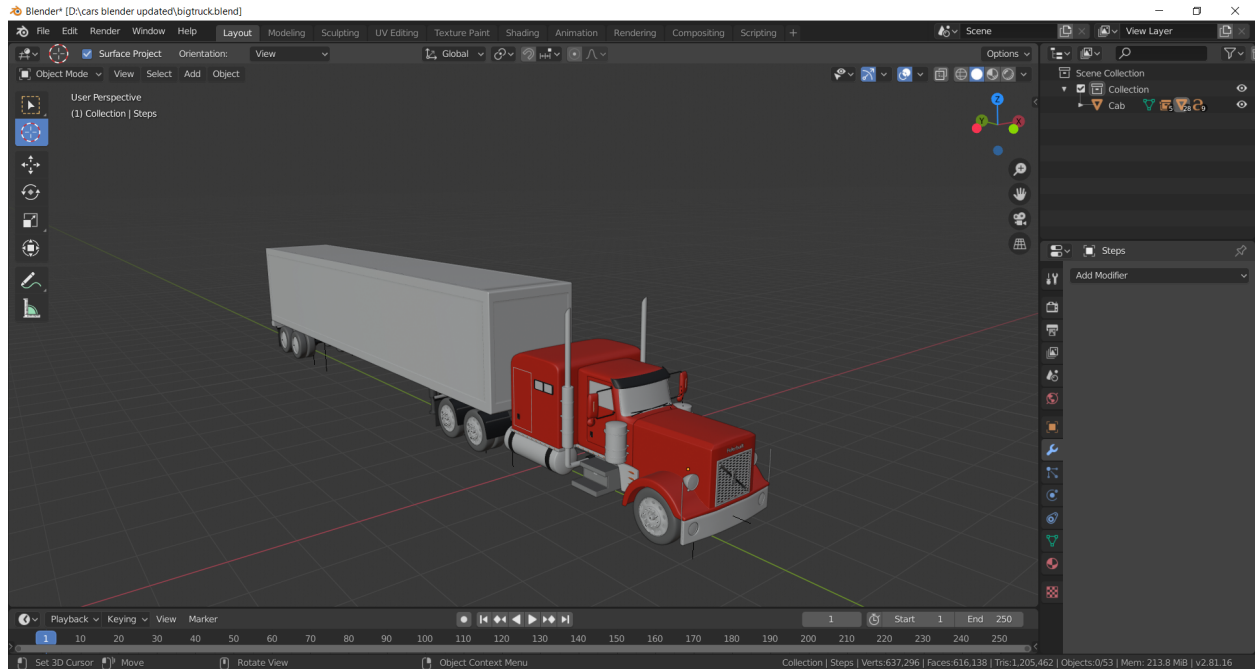 Blender* [D:\cars blender updated\bigtruck.blend]
File Edit Render Window Help Layout Modeling Sculpting UV Editing Texture Paint Shading Animation Rendering Compositing Scripting + Scene View Layer
Surface Project Orientation: View Global Options
Object Mode View Select Add Object
User Perspective
(1) Collection | Steps
Z
Y
X
Scene Collection
Collection
Cab 5 28 9
Steps
Add Modifier
Playback Keying View Marker 1 Start 1 End 250
1 10 20 30 40 50 60 70 80 90 100 110 120 130 140 150 160 170 180 190 200 210 220 230 240 250
Set 3D Cursor Move Rotate View Object Context Menu Collection | Steps | Verts:637,296 | Faces:616,138 | Tris:1,205,462 | Objects:0/53 | Mem: 213.8 MiB | v2.81.16